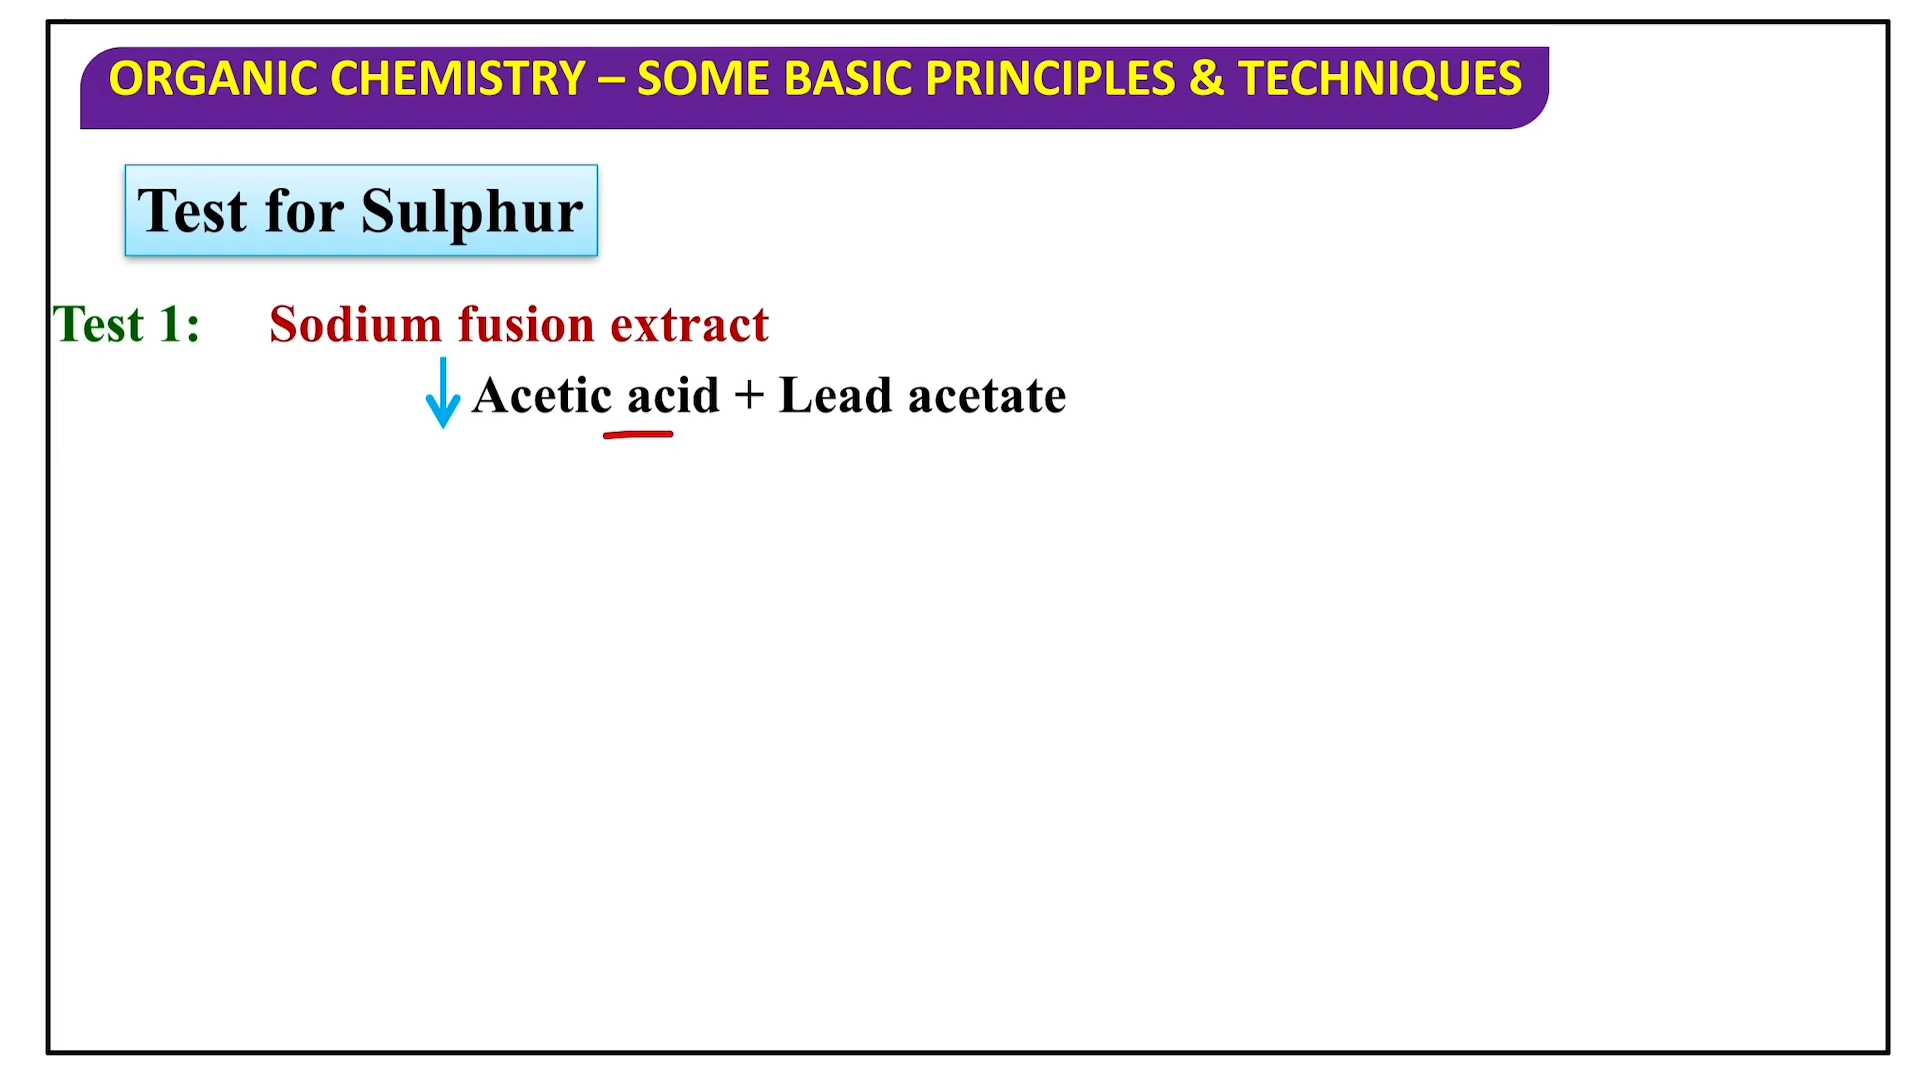 ORGANIC CHEMISTRY – SOME BASIC PRINCIPLES & TECHNIQUES
Test for Sulphur
Test 1: Sodium fusion extract
Acetic acid + Lead acetate